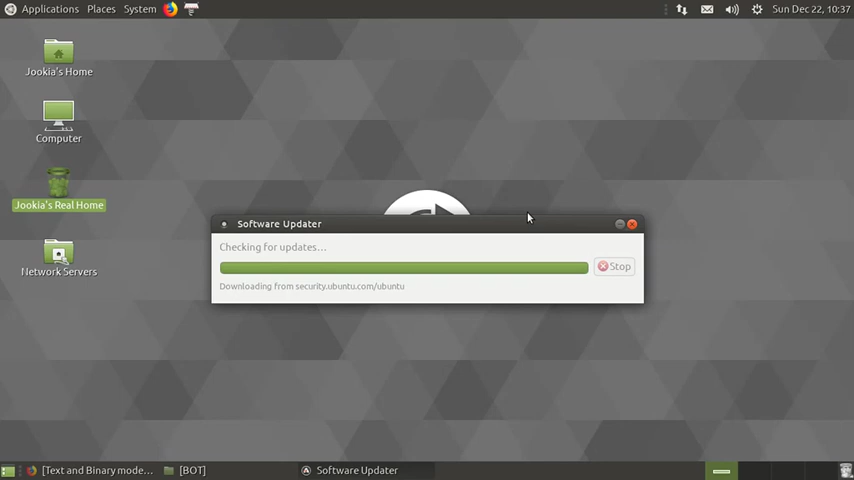 Applications Places System Sun Dec 22, 10:37
Jookia's Home
Computer
Jookia's Real Home
Network Servers
Software Updater
Checking for updates...
Stop
Downloading from security.ubuntu.com/ubuntu
[Text and Binary mode... [BOT] Software Updater